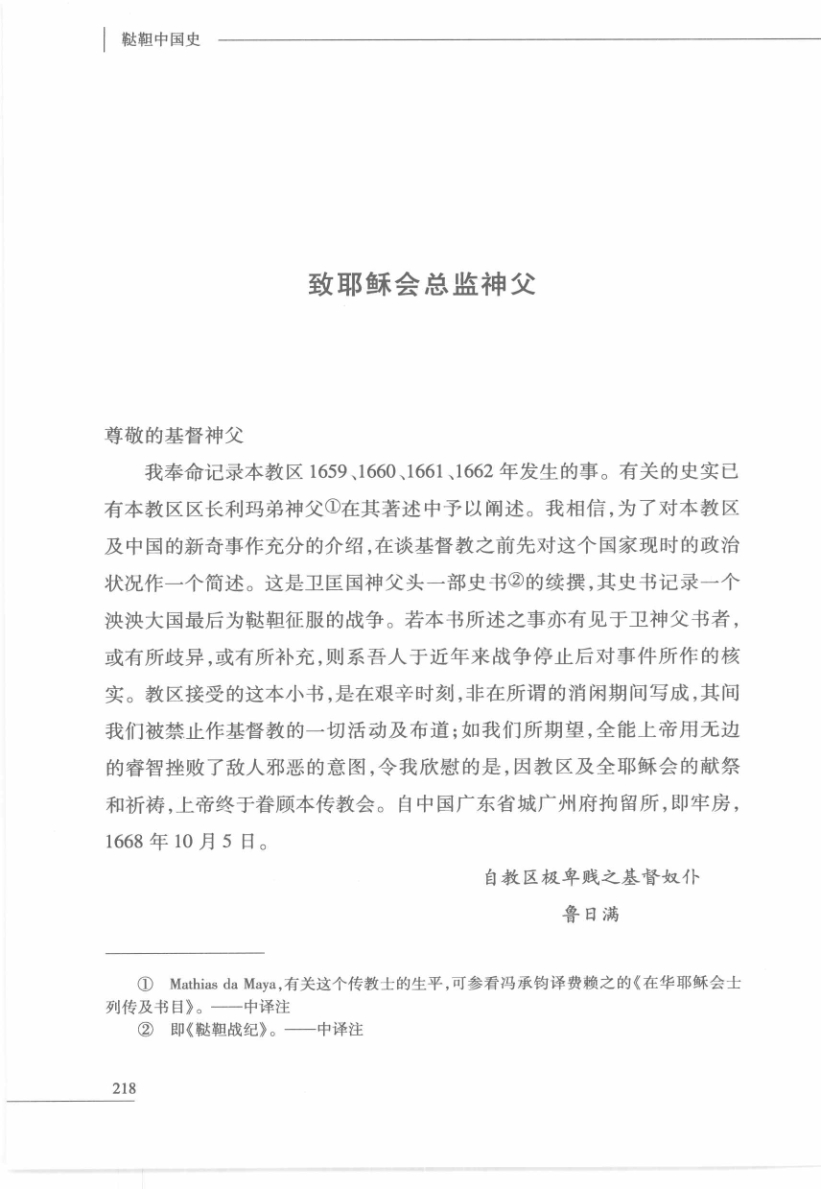 鞑靼中国史
致耶稣会总监神父
尊敬的基督神父
我奉命记录本教区1659、1660、1661、1662年发生的事。有关的史实已
有本教区区长利玛弟神父①在其著述中予以阐述。我相信,为了对本教区
及中国的新奇事作充分的介绍,在谈基督教之前先对这个国家现时的政治
状况作一个简述。这是卫匡国神父头一部史书②的续撰,其史书记录一个
泱泱大国最后为鞑靼征服的战争。若本书所述之事亦有见于卫神父书者,
或有所歧异,或有所补充,则系吾人于近年来战争停止后对事件所作的核
实。教区接受的这本小书,是在艰辛时刻,非在所谓的消闲期间写成,其间
我们被禁止作基督教的一切活动及布道;如我们所期望,全能上帝用无边
的睿智挫败了敌人邪恶的意图,令我欣慰的是,因教区及全耶稣会的献祭
和祈祷,上帝终于眷顾本传教会。自中国广东省城广州府拘留所,即牢房,
1668年10月5日。
自教区极卑贱之基督奴仆
鲁日满
① Mathias da Maya,有关这个传教士的生平,可参看冯承钧译费赖之的《在华耶稣会士
列传及书目》。——中译注
② 即《鞑靼战纪》。——中译注
218